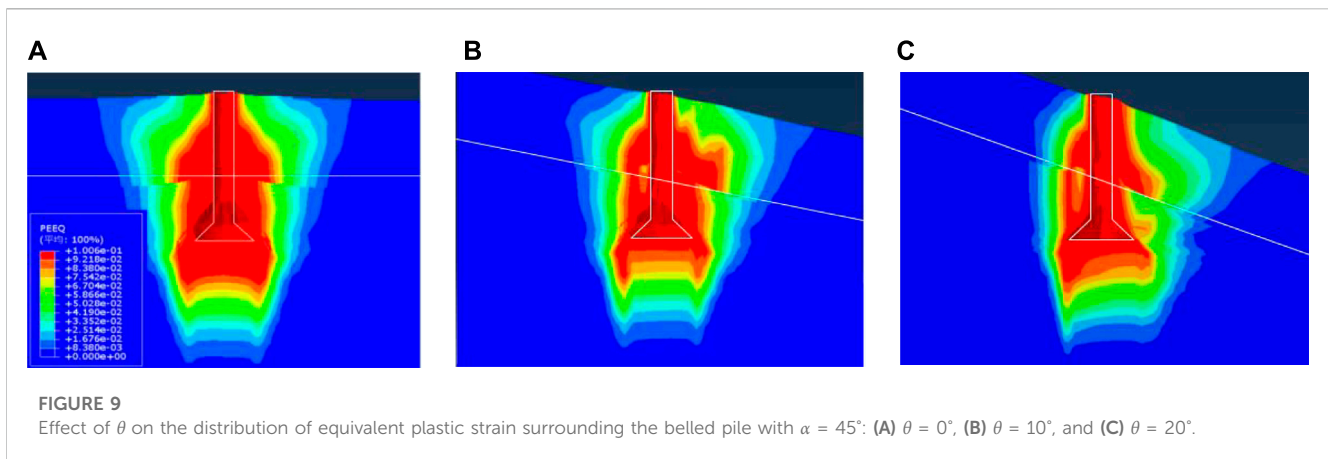 A
B
C
PEEQ
(平均: 100%)
+1.006e-01
+9.218e-02
+8.380e-02
+7.542e-02
+6.704e-02
+5.866e-02
+5.028e-02
+4.190e-02
+3.352e-02
+2.514e-02
+1.676e-02
+8.380e-03
+0.000e+00
FIGURE 9
Effect of θ on the distribution of equivalent plastic strain surrounding the belled pile with α = 45°: (A) θ = 0°, (B) θ = 10°, and (C) θ = 20°.